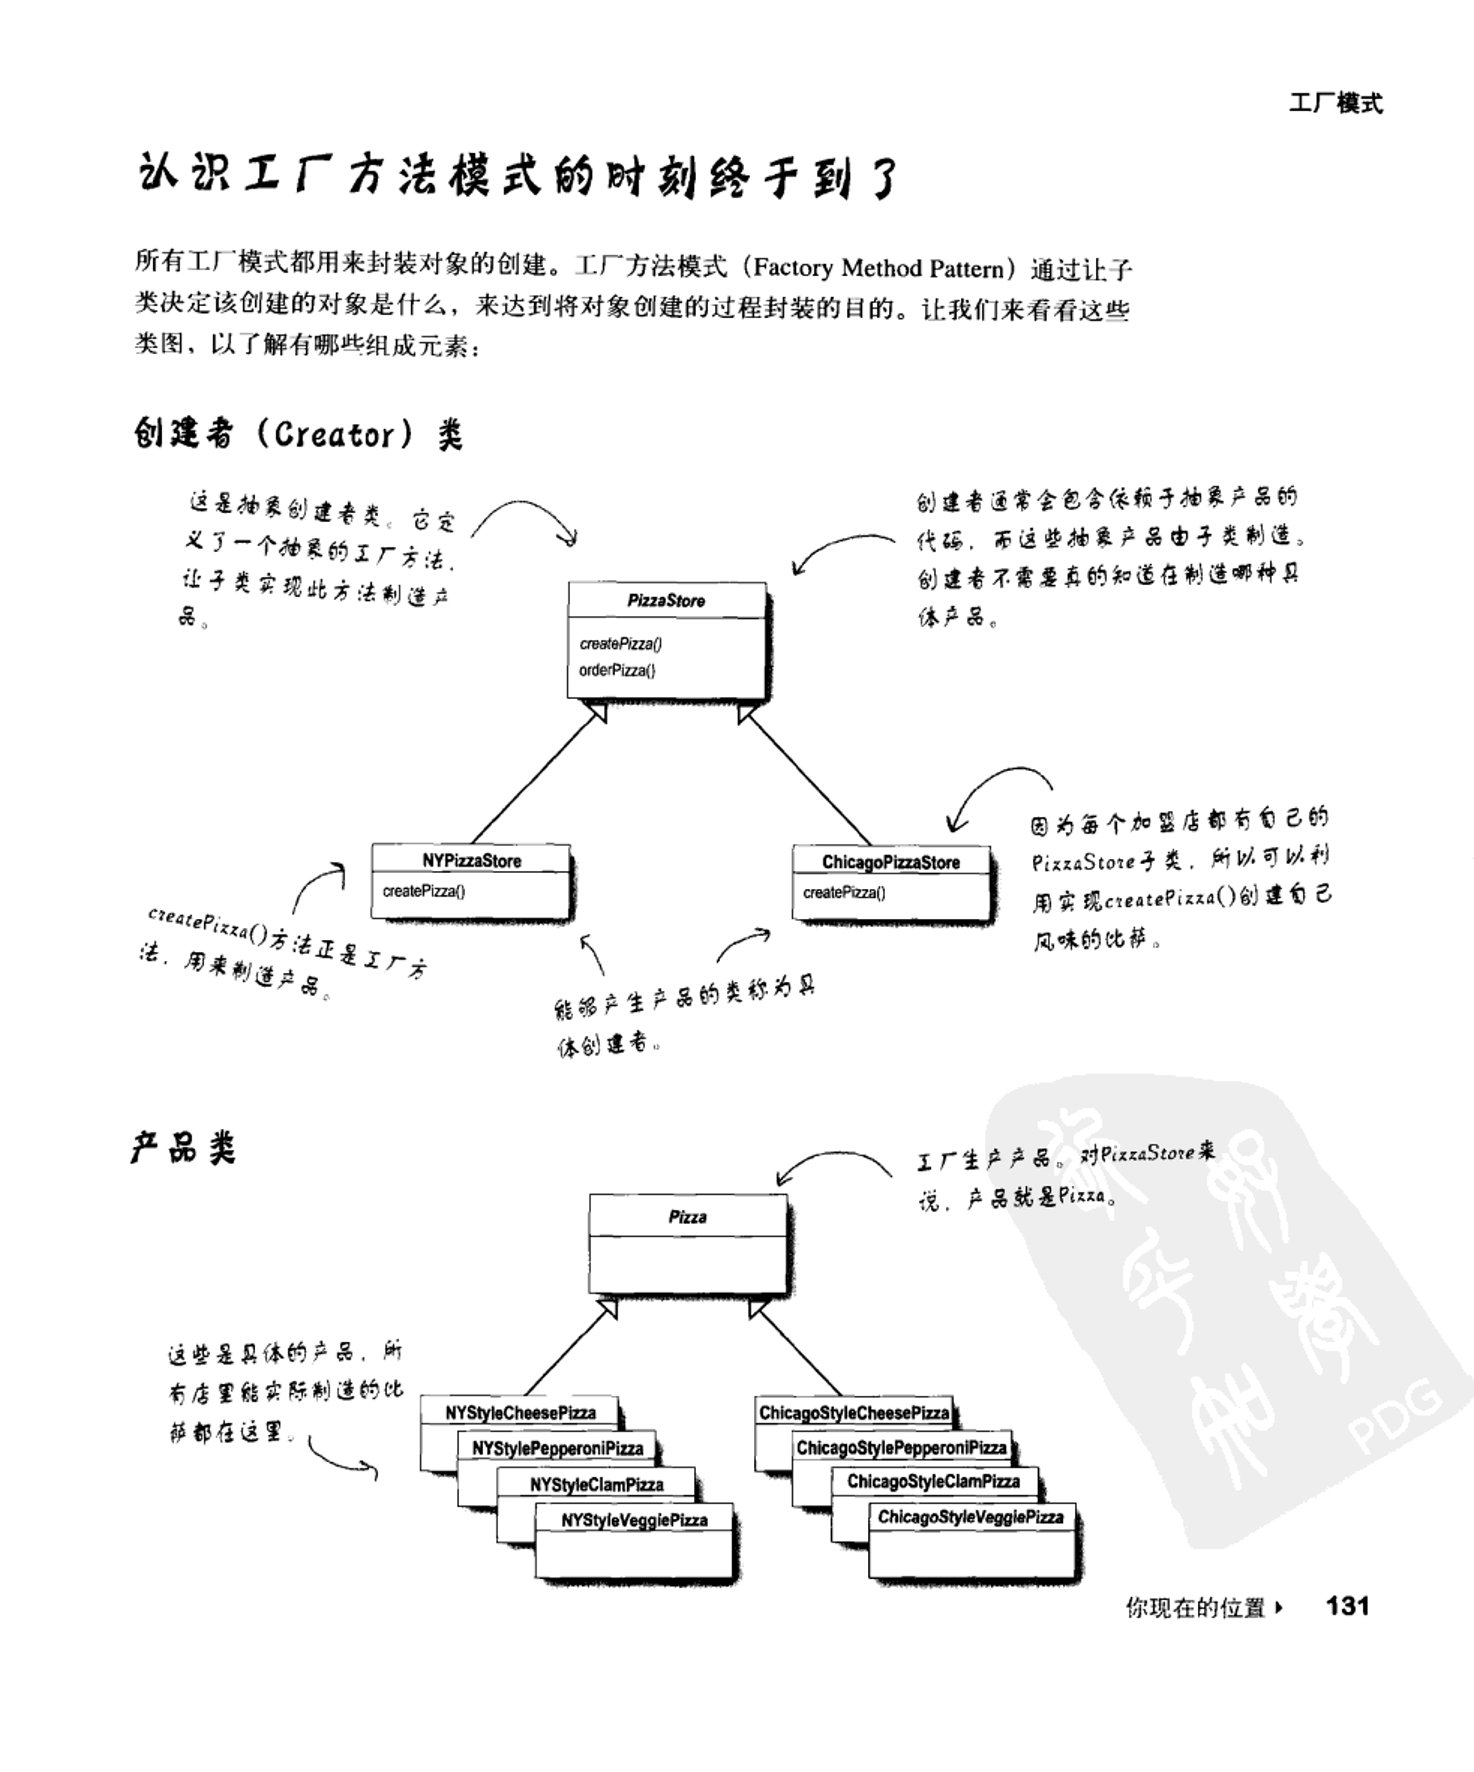 工厂模式
认识工厂方法模式的时刻终于到了
所有工厂模式都用来封装对象的创建。工厂方法模式（Factory Method Pattern）通过让子
类决定该创建的对象是什么，来达到将对象创建的过程封装的目的。让我们来看看这些
类图，以了解有哪些组成元素：
创建者（Creator）类
这是抽象创建者类。它定
义了一个抽象的工厂方法，
让子类实现此方法制造产
品。
创建者通常会包含依赖于抽象产品的
代码，而这些抽象产品由子类制造。
创建者不需要真的知道在制造哪种具
体产品。
PizzaStore
createPizza()
orderPizza()
NYPizzaStore
createPizza()
ChicagoPizzaStore
createPizza()
因为每个加盟店都有自己的
PizzaStore子类，所以可以利
用实现createPizza()创建自己
风味的比萨。
createPizza()方法正是工厂方
法，用来制造产品。
能够产生产品的类称为具
体创建者。
产品类
工厂生产产品。对PizzaStore来
说，产品就是Pizza。
Pizza
这些是具体的产品，所
有店里能实际制造的比
萨都在这里。
NYStyleCheesePizza
NYStylePepperoniPizza
NYStyleClamPizza
NYStyleVeggiePizza
ChicagoStyleCheesePizza
ChicagoStylePepperoniPizza
ChicagoStyleClamPizza
ChicagoStyleVeggiePizza
PDG
你现在的位置 ▸ 131